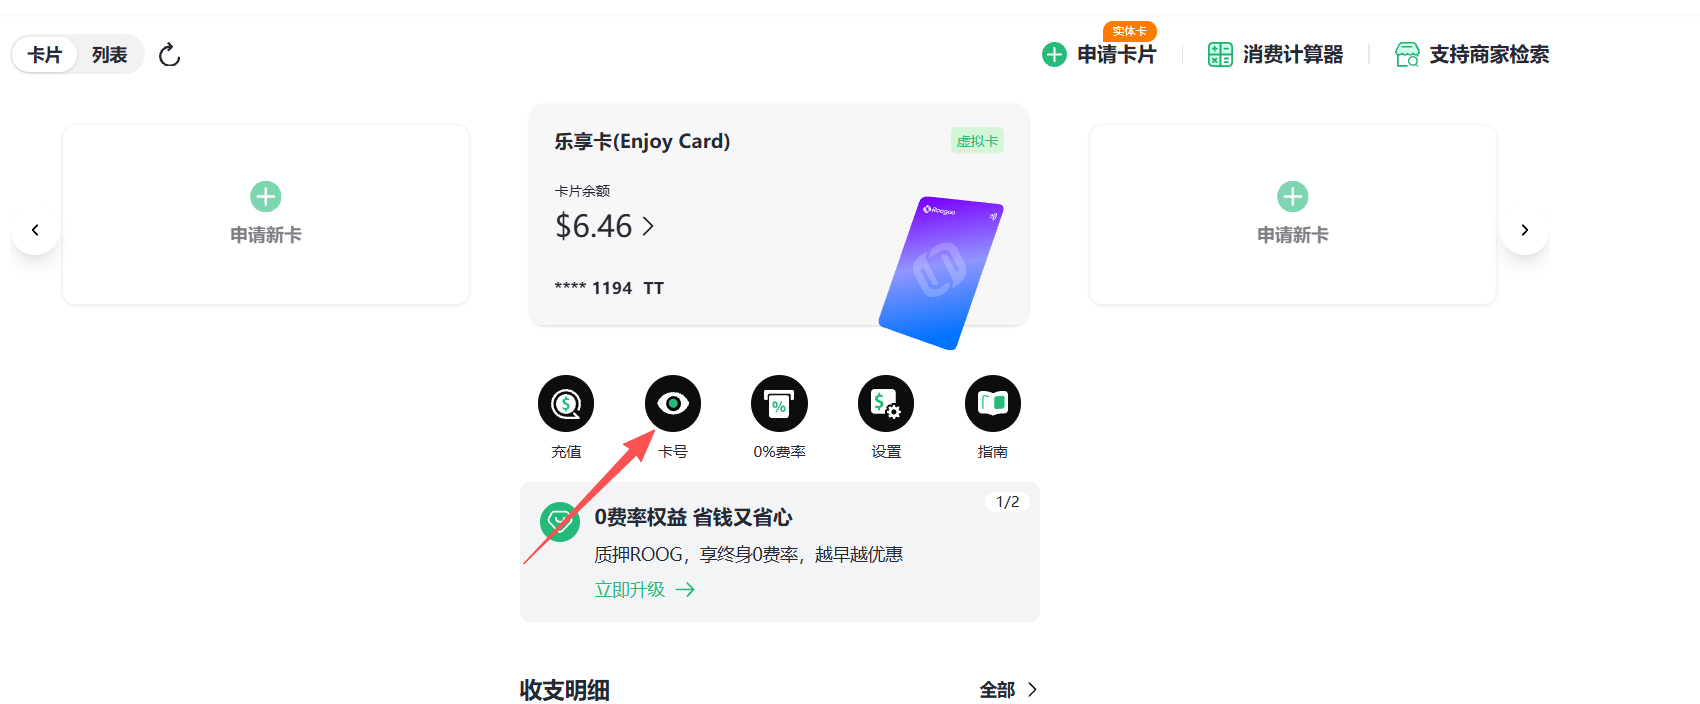 卡片 列表
实体卡
申请卡片 消费计算器 支持商家检索
乐享卡(Enjoy Card) 虚拟卡
卡片余额
$6.46
**** 1194 TT
Roogoo
申请新卡
申请新卡
充值 卡号 0%费率 设置 指南
1/2
0费率权益 省钱又省心
质押ROOG，享终身0费率，越早越优惠
立即升级
收支明细 全部